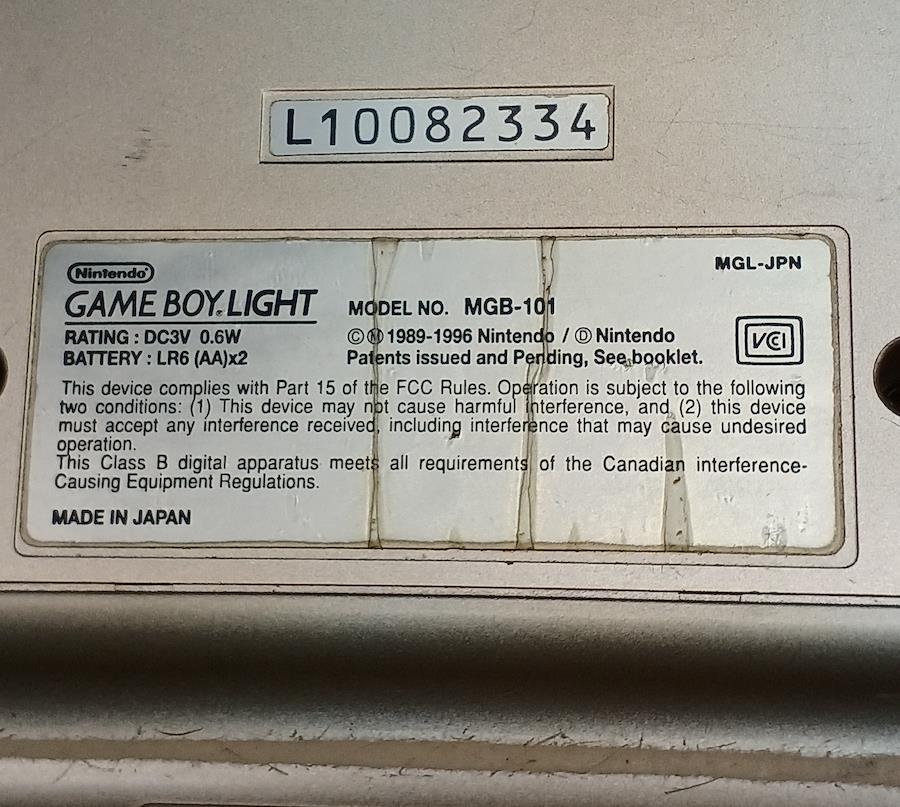 L10082334
MGL-JPN
Nintendo
GAME BOY LIGHT
MODEL NO. MGB-101
RATING : DC3V 0.6W
BATTERY : LR6 (AA)x2
ⒸⓂ1989-1996 Nintendo / Ⓓ Nintendo
Patents issued and Pending, See booklet.
VCCI
This device complies with Part 15 of the FCC Rules. Operation is subject to the following
two conditions: (1) This device may not cause harmful interference, and (2) this device
must accept any interference received, including interference that may cause undesired
operation.
This Class B digital apparatus meets all requirements of the Canadian interference-
Causing Equipment Regulations.
MADE IN JAPAN